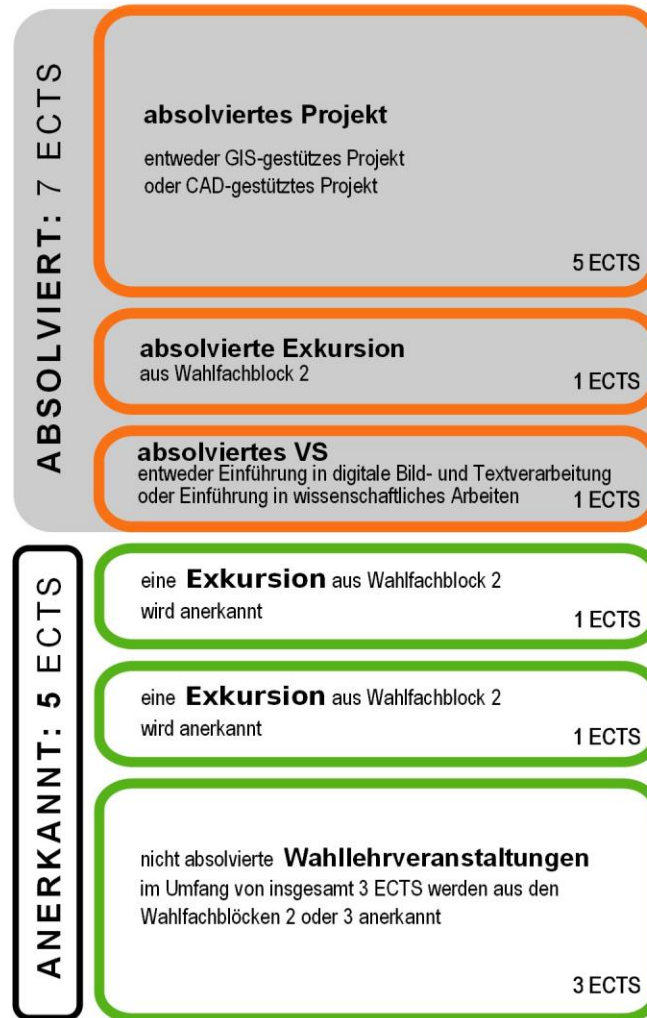 ABSOLVIERT: 7 ECTS
absolviertes Projekt
entweder GIS-gestützes Projekt
oder CAD-gestütztes Projekt
5 ECTS
absolvierte Exkursion
aus Wahlfachblock 2
1 ECTS
absolviertes VS
entweder Einführung in digitale Bild- und Textverarbeitung
oder Einführung in wissenschaftliches Arbeiten
1 ECTS
ANERKANNT: 5 ECTS
eine Exkursion aus Wahlfachblock 2
wird anerkannt
1 ECTS
eine Exkursion aus Wahlfachblock 2
wird anerkannt
1 ECTS
nicht absolvierte Wahllehrveranstaltungen
im Umfang von insgesamt 3 ECTS werden aus den
Wahlfachblöcken 2 oder 3 anerkannt
3 ECTS